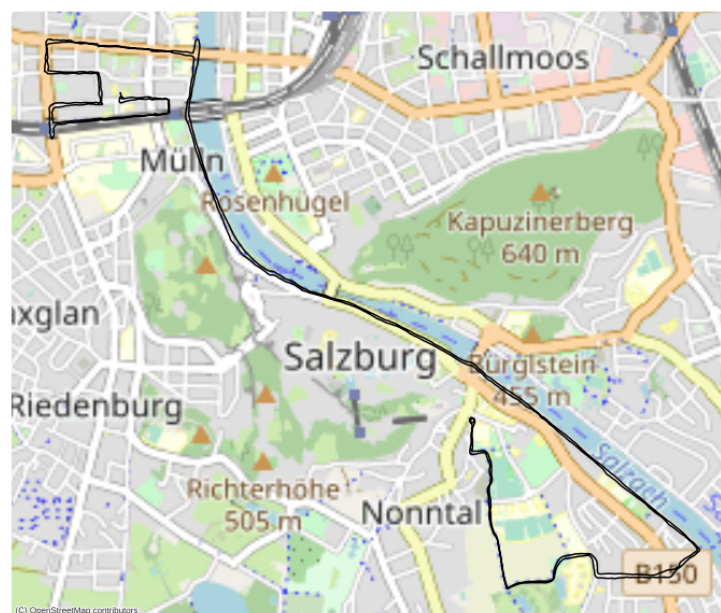 Schallmoos
Mülln
Rosenhügel
Kapuzinerberg
640 m
axglan
Salzburg
Bürglstein
455 m
Riedenburg
Richterhöhe
505 m
Nonntal
Salzach
B150
(C) OpenStreetMap contributors